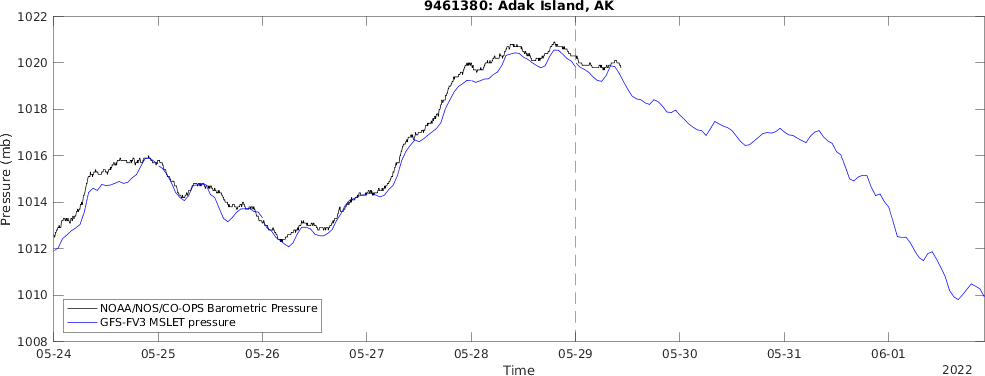 9461380: Adak Island, AK
1022
1020
1018
1016
1014
1012
1010
1008
Pressure (mb)
NOAA/NOS/CO-OPS Barometric Pressure
GFS-FV3 MSLET pressure
05-24 05-25 05-26 05-27 05-28 05-29 05-30 05-31 06-01
Time
2022